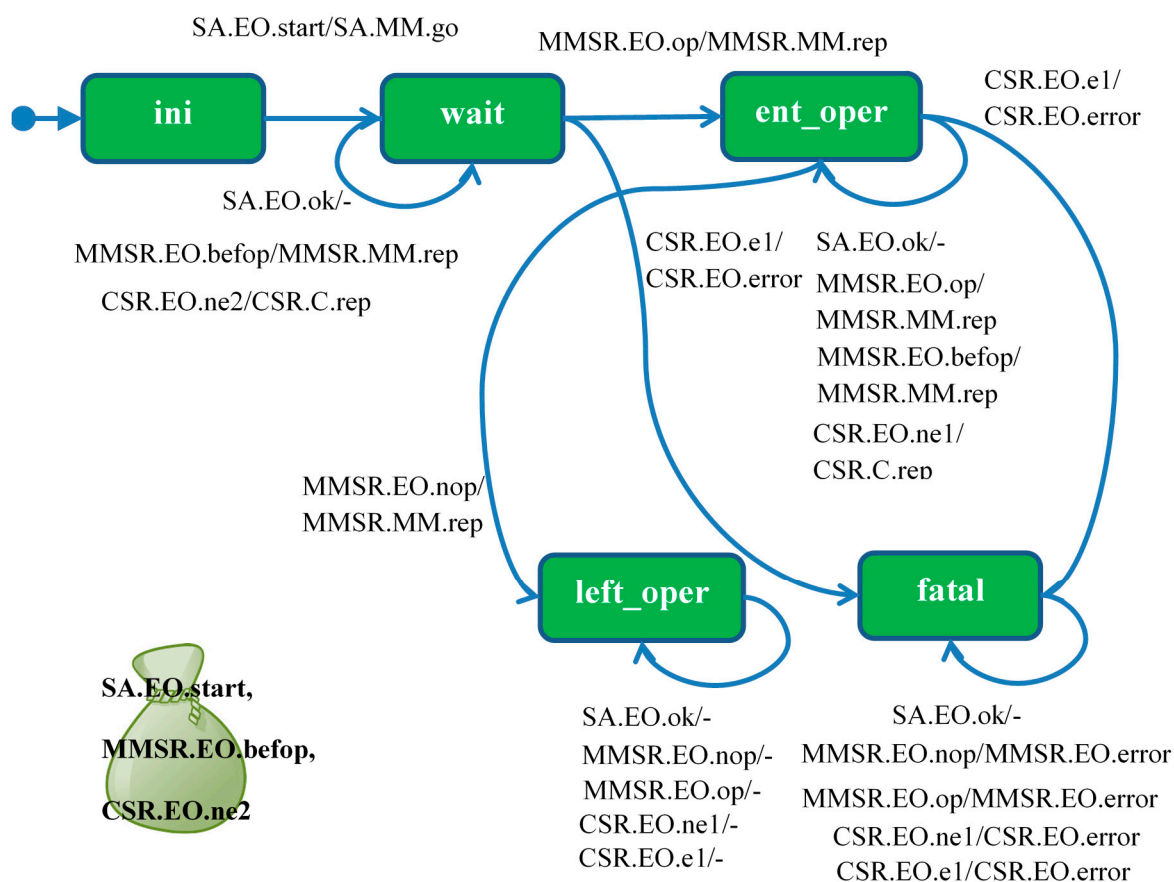 SA.EO.start/SA.MM.go
MMSR.EO.op/MMSR.MM.rep
CSR.EO.e1/
CSR.EO.error
ini
wait
ent_oper
SA.EO.ok/-
MMSR.EO.befop/MMSR.MM.rep
CSR.EO.ne2/CSR.C.rep
CSR.EO.e1/
CSR.EO.error
SA.EO.ok/-
MMSR.EO.op/
MMSR.MM.rep
MMSR.EO.befop/
MMSR.MM.rep
CSR.EO.ne1/
CSR.C.rep
MMSR.EO.nop/
MMSR.MM.rep
left_oper
fatal
SA.EO.start,
MMSR.EO.befop,
CSR.EO.ne2
SA.EO.ok/-
MMSR.EO.nop/-
MMSR.EO.op/-
CSR.EO.ne1/-
CSR.EO.e1/-
SA.EO.ok/-
MMSR.EO.nop/MMSR.EO.error
MMSR.EO.op/MMSR.EO.error
CSR.EO.ne1/CSR.EO.error
CSR.EO.e1/CSR.EO.error